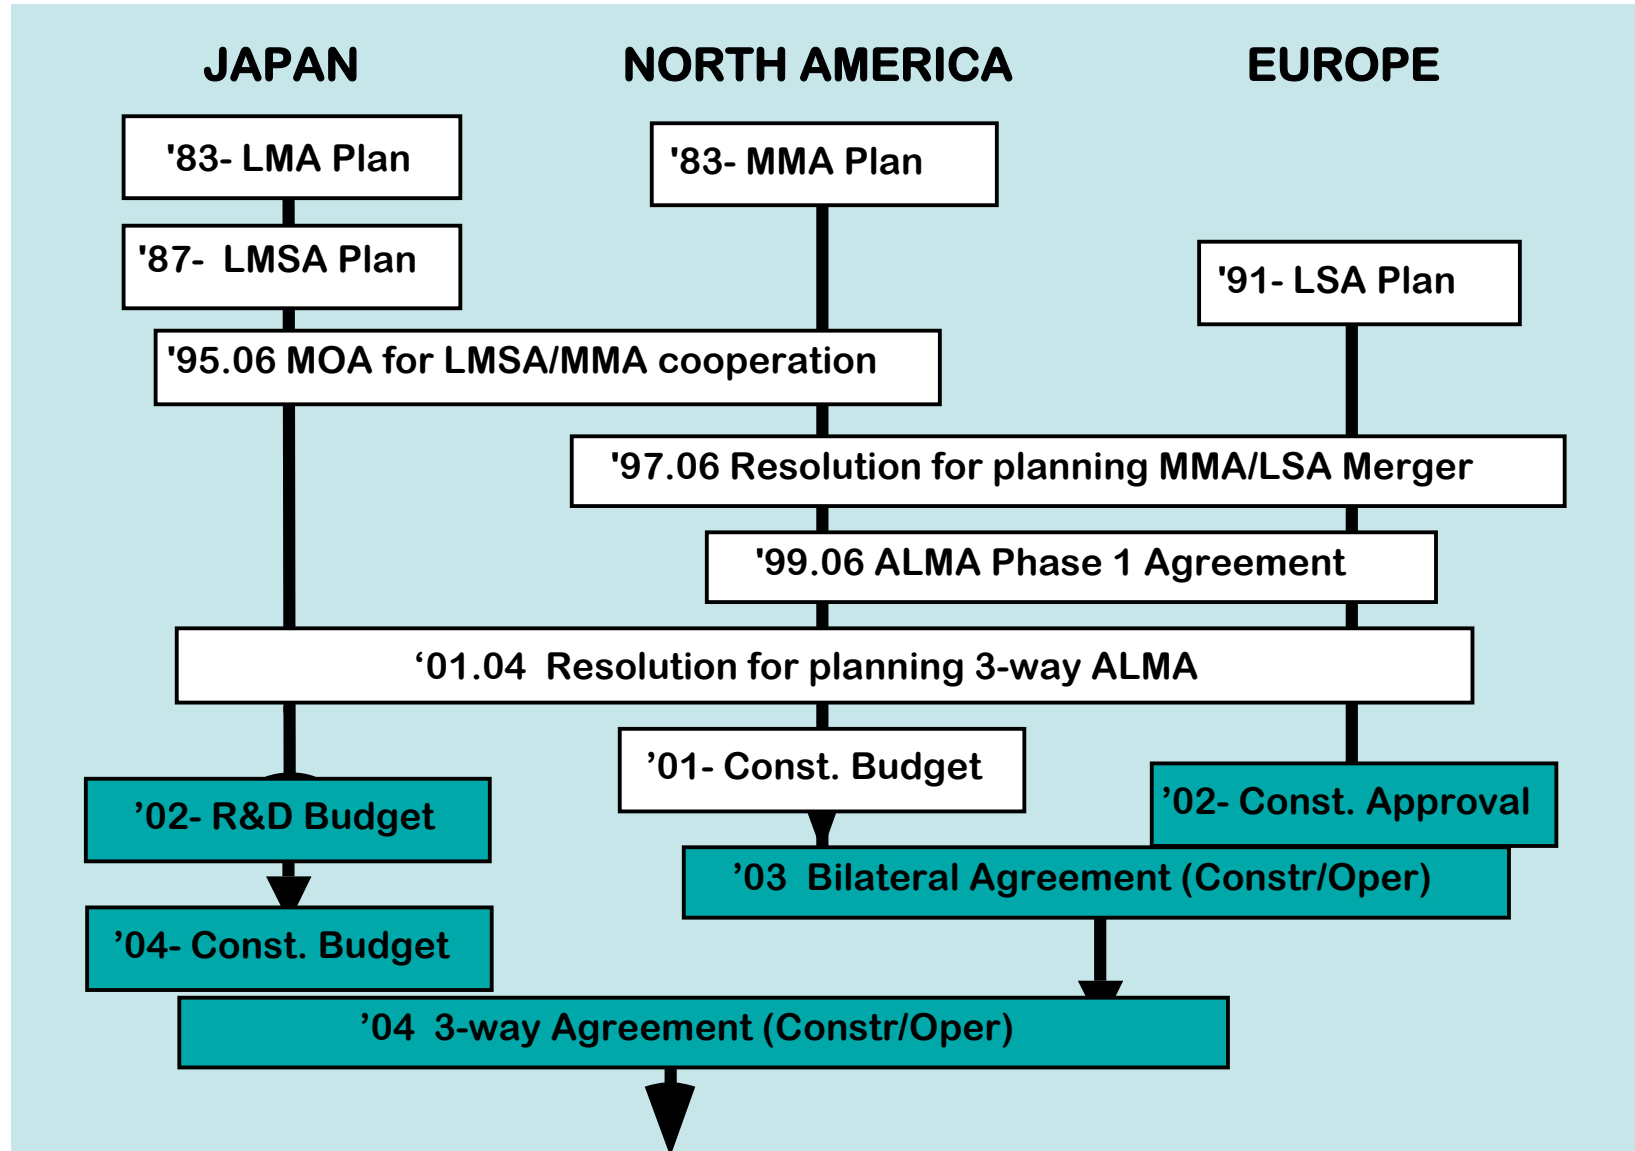 JAPAN
NORTH AMERICA
EUROPE
'83- LMA Plan
'83- MMA Plan
'87- LMSA Plan
'91- LSA Plan
'95.06 MOA for LMSA/MMA cooperation
'97.06 Resolution for planning MMA/LSA Merger
'99.06 ALMA Phase 1 Agreement
‘01.04 Resolution for planning 3-way ALMA
’01- Const. Budget
’02- R&D Budget
’02- Const. Approval
’03 Bilateral Agreement (Constr/Oper)
’04- Const. Budget
’04 3-way Agreement (Constr/Oper)